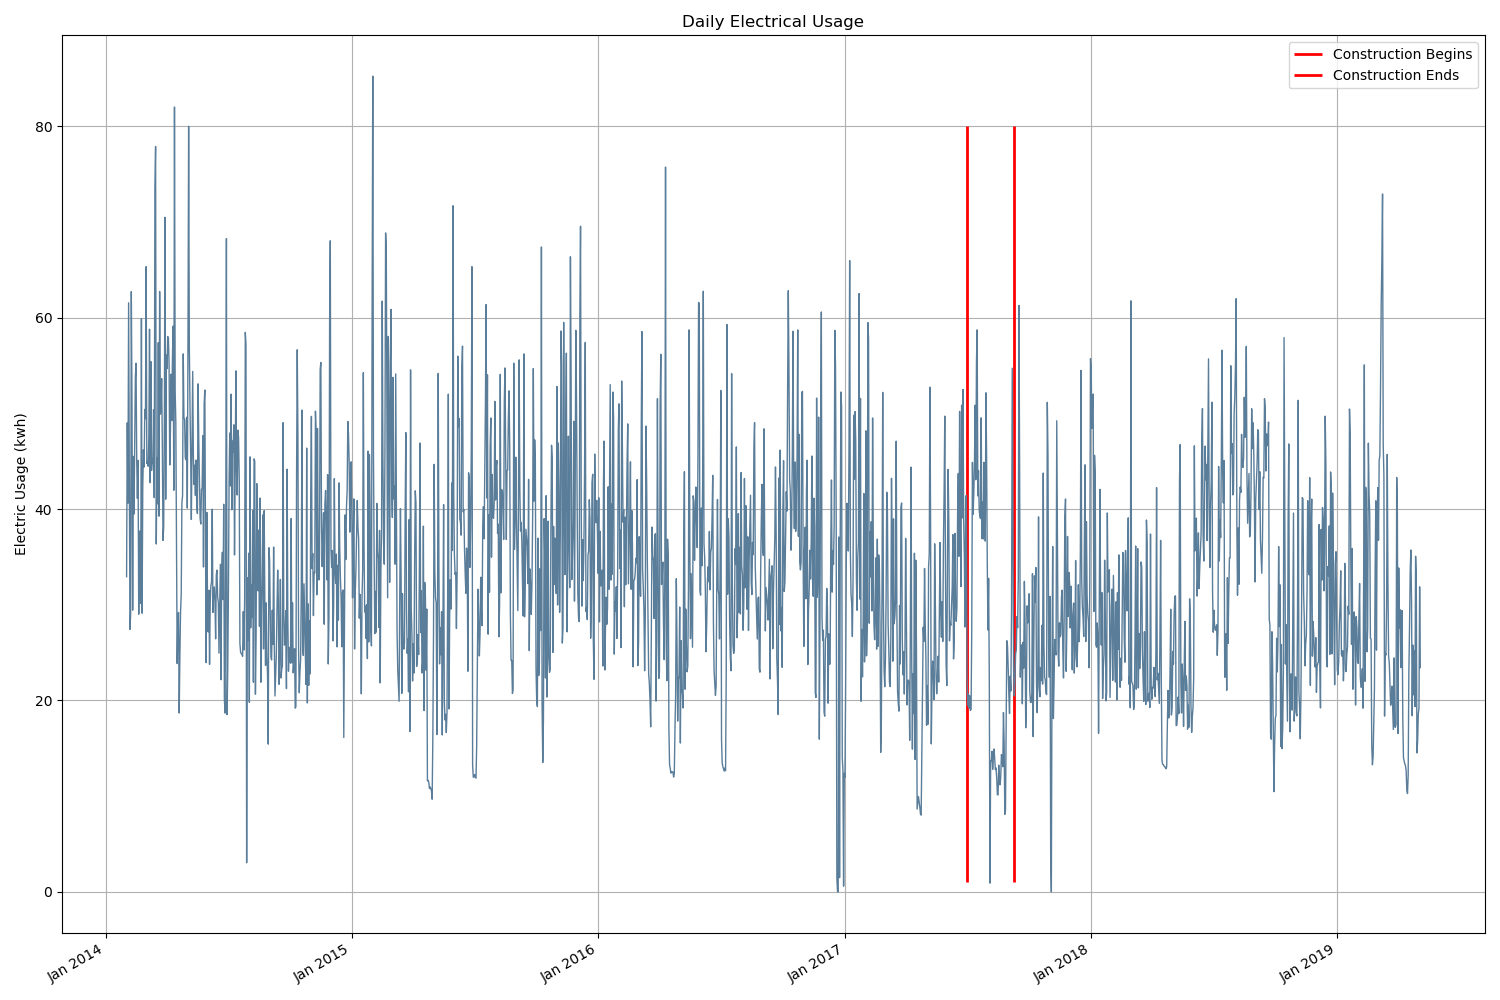 Daily Electrical Usage
Construction Begins
Construction Ends
Electric Usage (kwh)
80
60
40
20
0
Jan 2014
Jan 2015
Jan 2016
Jan 2017
Jan 2018
Jan 2019